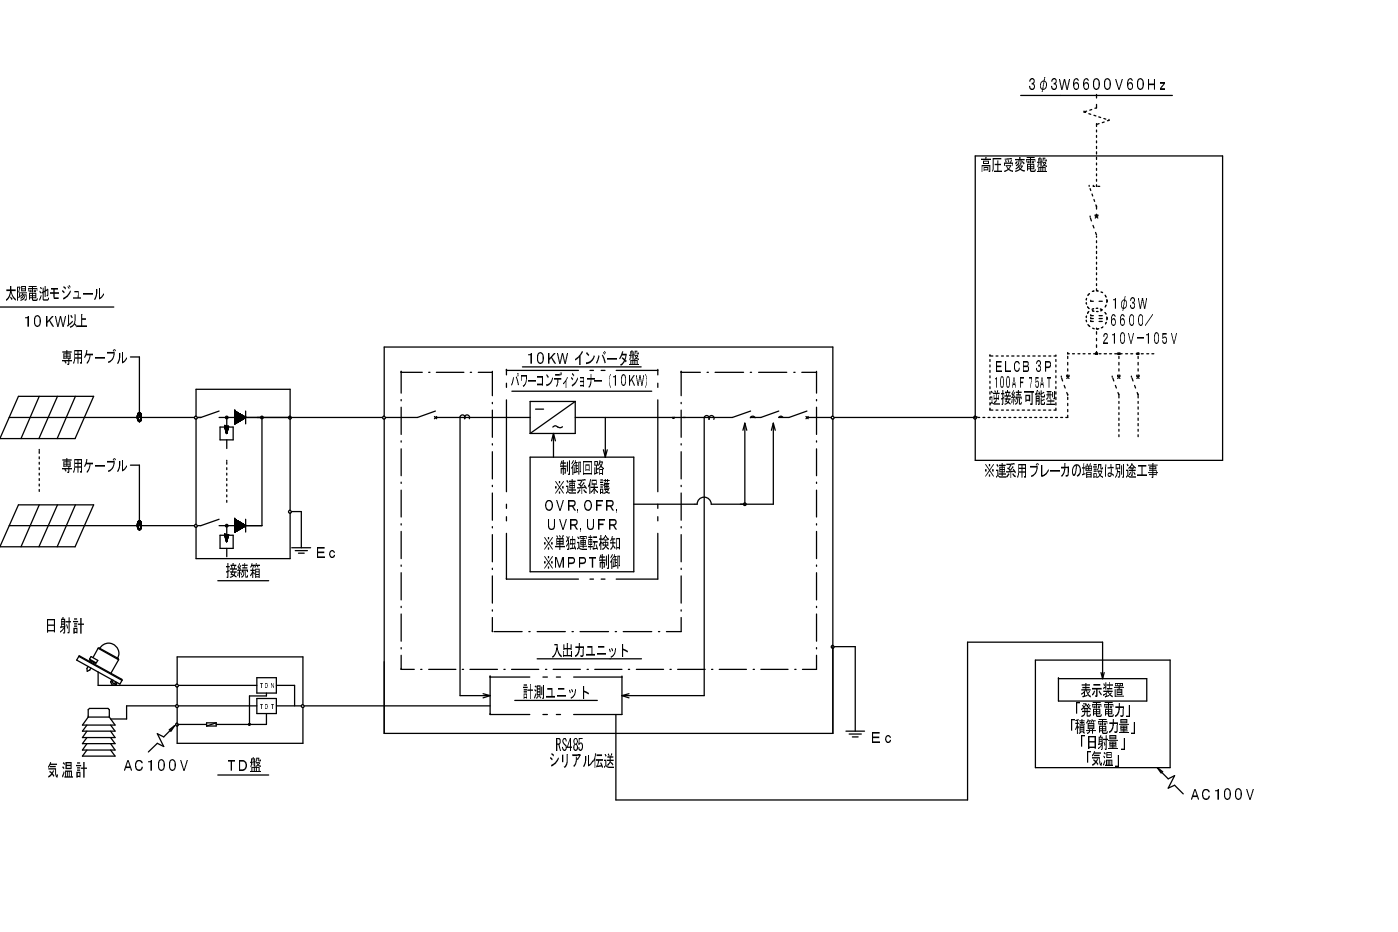 3φ3W6600V60Hz
高圧受変電盤
1φ3W
6600/
210V-105V
ELCB 3P
100AF 75AT
逆接続可能型
※連系用ブレーカの増設は別途工事
太陽電池モジュール
10KW以上
専用ケーブル
専用ケーブル
接続箱
Ec
10KW インバータ盤
パワーコンディショナー (10KW)
制御回路
※連系保護
OVR, OFR,
UVR, UFR
※単独運転検知
※MPPT制御
入出力ユニット
計測ユニット
RS485
シリアル伝送
Ec
日射計
気温計
AC100V
TDN
TDT
TD盤
表示装置
「発電電力」
「積算電力量」
「日射量」
「気温」
AC100V